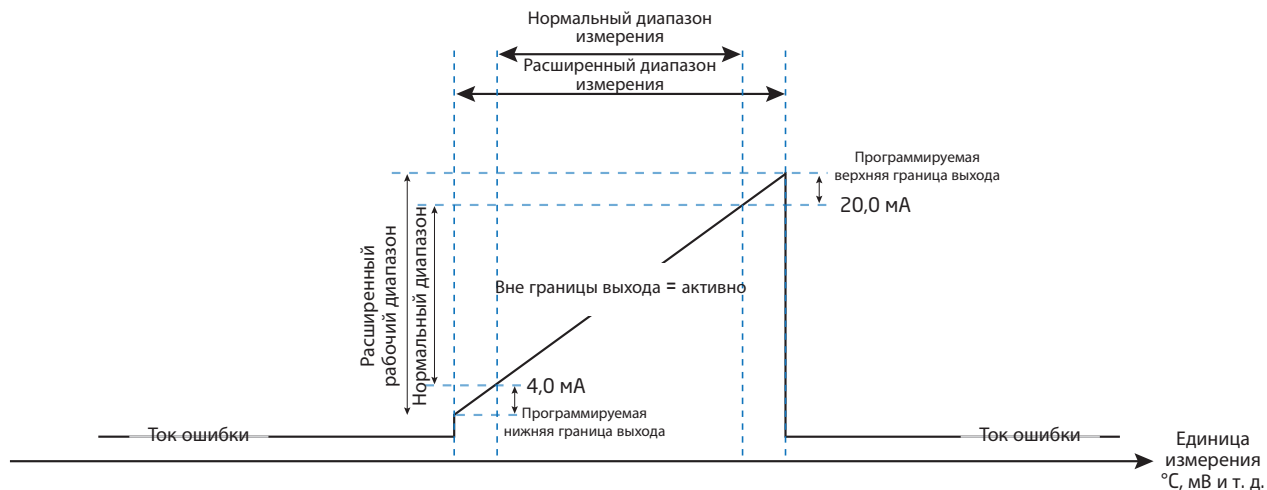 Нормальный диапазон
измерения
Расширенный диапазон
измерения
Программируемая
верхняя граница выхода
20,0 мА
Расширенный
рабочий диапазон
Нормальный диапазон
Вне границы выхода = активно
4,0 мА
Программируемая
нижняя граница выхода
Ток ошибки
Ток ошибки
Единица
измерения
°C, мВ и т. д.